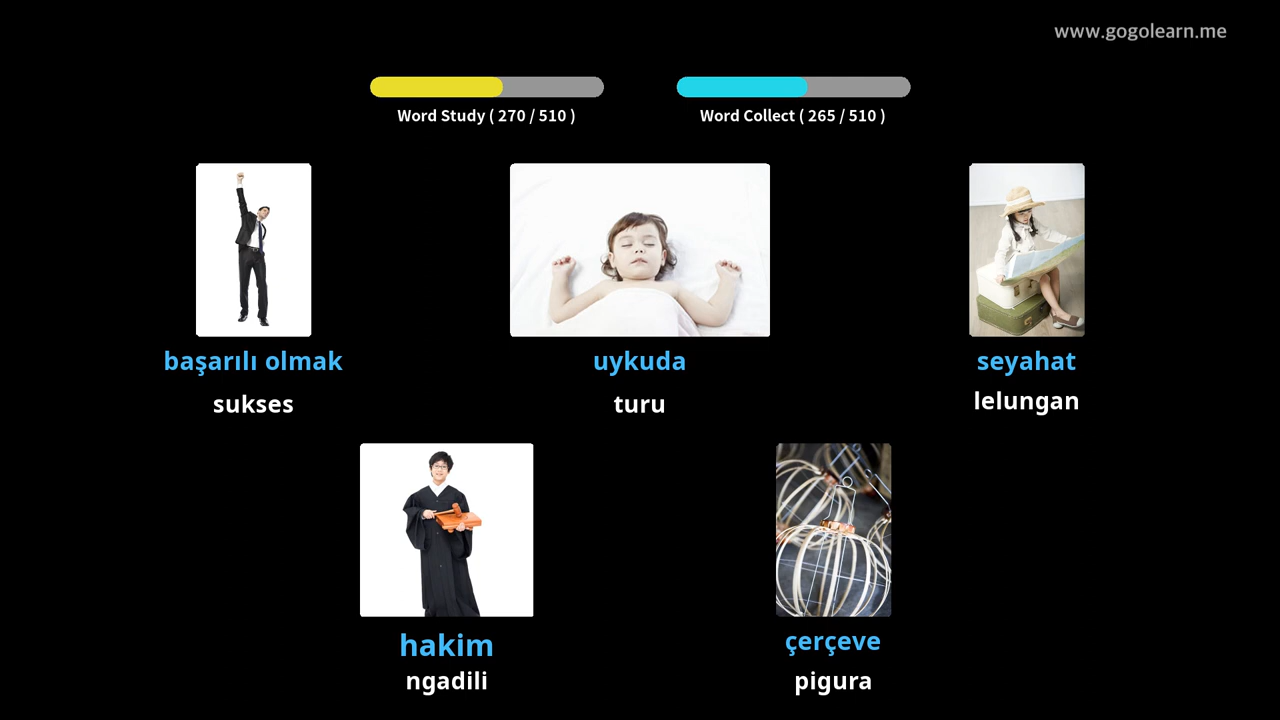 www.gogolearn.me
Word Study ( 270 / 510 )
Word Collect ( 265 / 510 )
başarılı olmak
sukses
uykuda
turu
seyahat
lelungan
hakim
ngadili
çerçeve
pigura